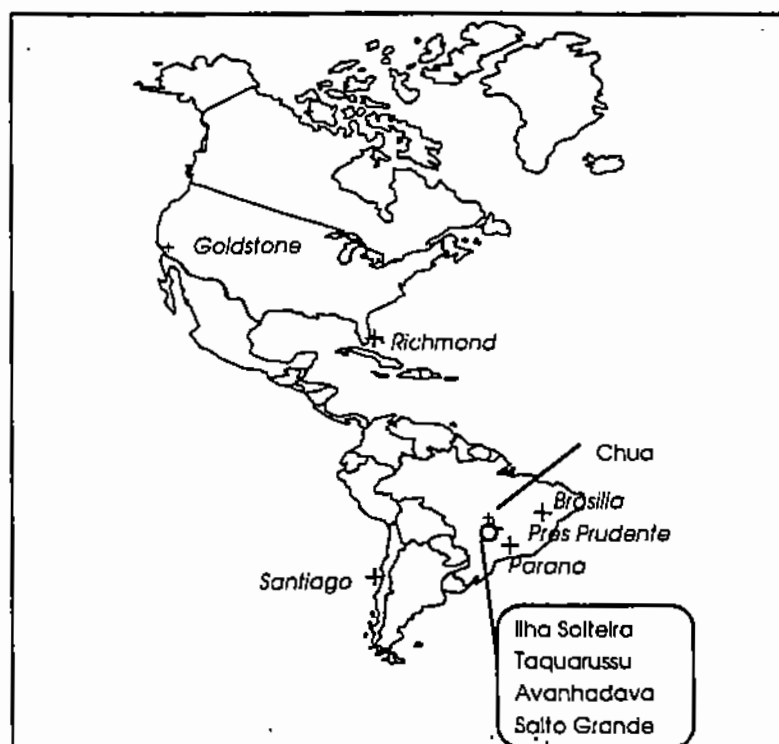 Goldstone
Richmond
Chua
Brasilia
Pres Prudente
Parana
Santiago
Ilha Solteira
Taquarussu
Avanhadava
Salto Grande